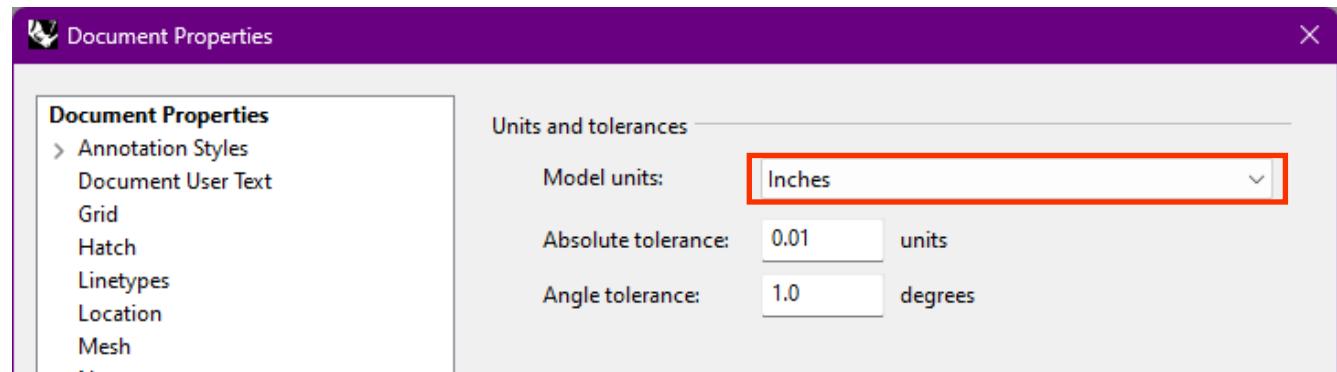 Document Properties
Document Properties
Annotation Styles
Document User Text
Grid
Hatch
Linetypes
Location
Mesh
Units and tolerances
Model units: Inches
Absolute tolerance: 0.01 units
Angle tolerance: 1.0 degrees